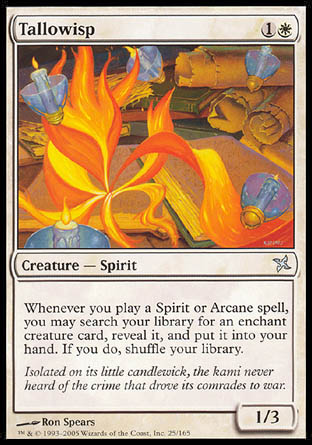 Tallowisp 1
Creature — Spirit
Whenever you play a Spirit or Arcane spell,
you may search your library for an enchant
creature card, reveal it, and put it into
your hand. If you do, shuffle your library.
Isolated on its little candlewick, the kami never
heard of the crime that drove its comrades to war.
Ron Spears
™ & © 1993-2005 Wizards of the Coast, Inc. 25/165
1/3